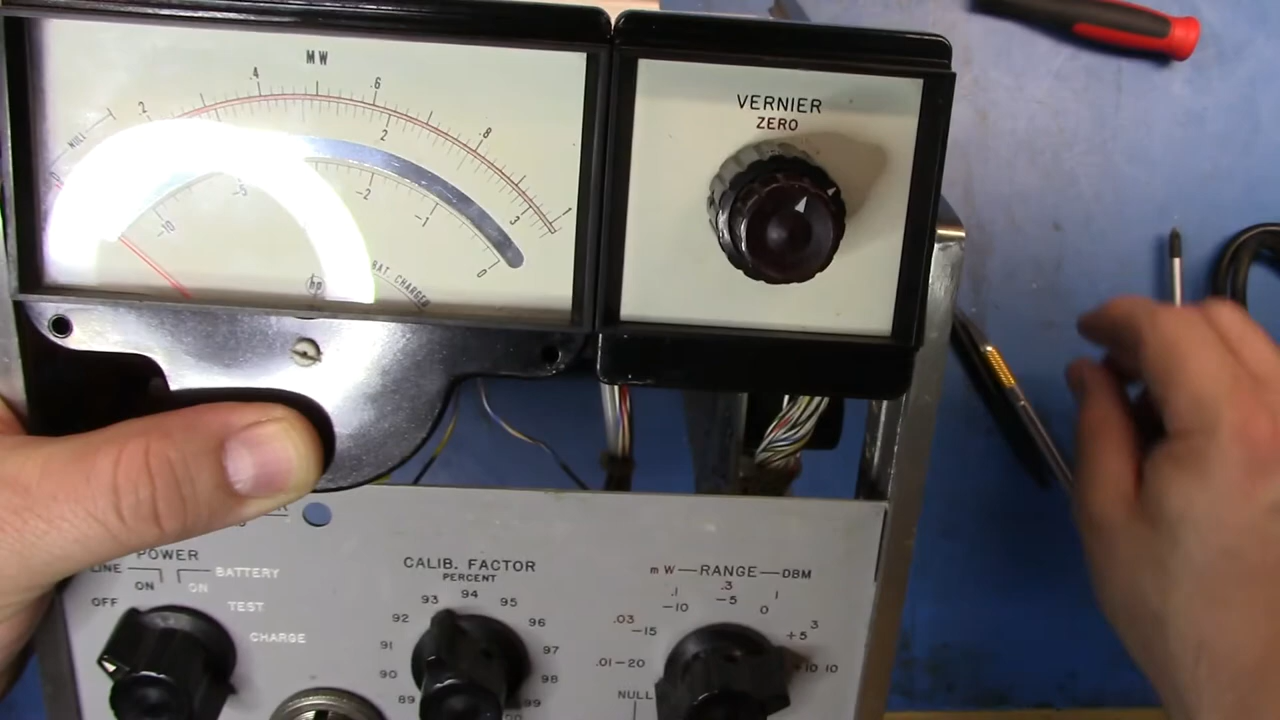 MW
.4
.6
.2
NULL
0
.8
2
-5
-2
-10
-1
3
1
0
BAT. CHARGED
hp
VERNIER
ZERO
POWER
LINE
ON
BATTERY
ON
OFF
TEST
CHARGE
CALIB. FACTOR
PERCENT
93 94 95
92 96
91 97
90 98
89 99
mW—RANGE—DBM
.1 .3 1
-10 -5 0
.03 3
-15 +5
.01-20 +10 10
NULL